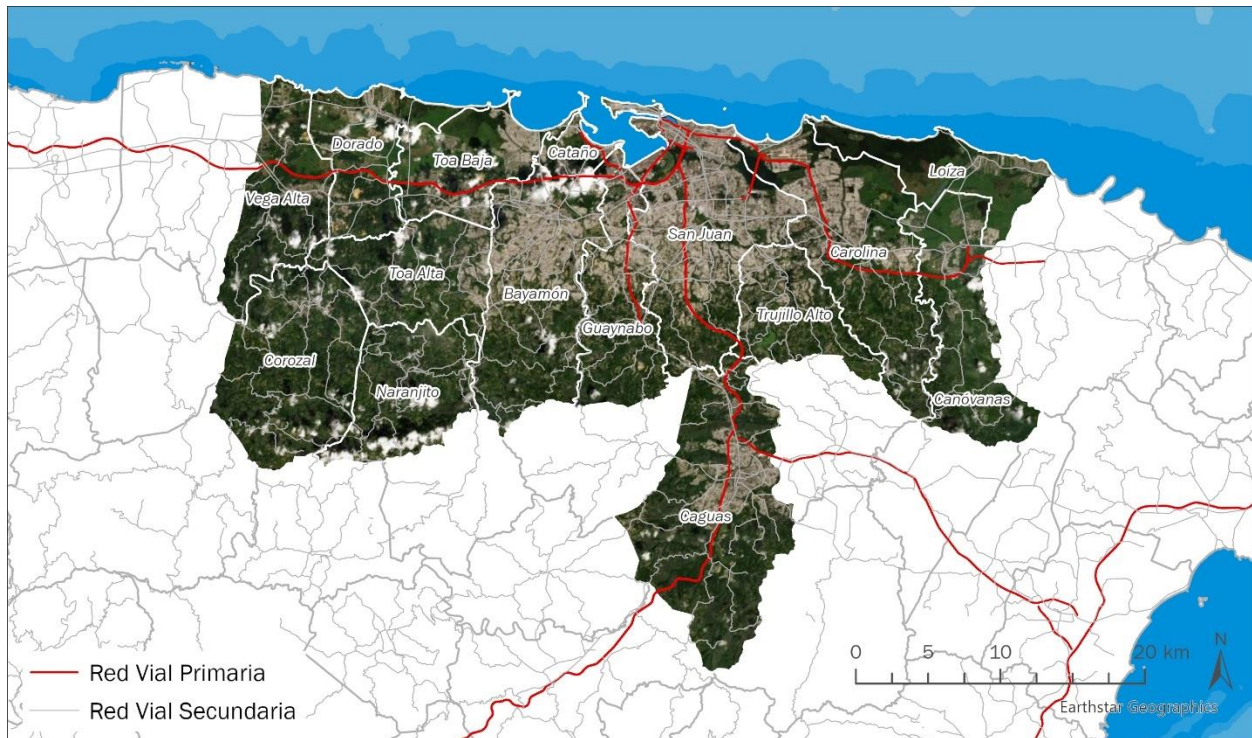 Dorado
Toa Baja
Cataño
Loíza
Vega Alta
San Juan
Carolina
Toa Alta
Bayamón
Trujillo Alto
Guaynabo
Corozal
Naranjito
Canóvanas
Caguas
Red Vial Primaria
Red Vial Secundaria
0 5 10 20 km
N
Earthstar Geographics